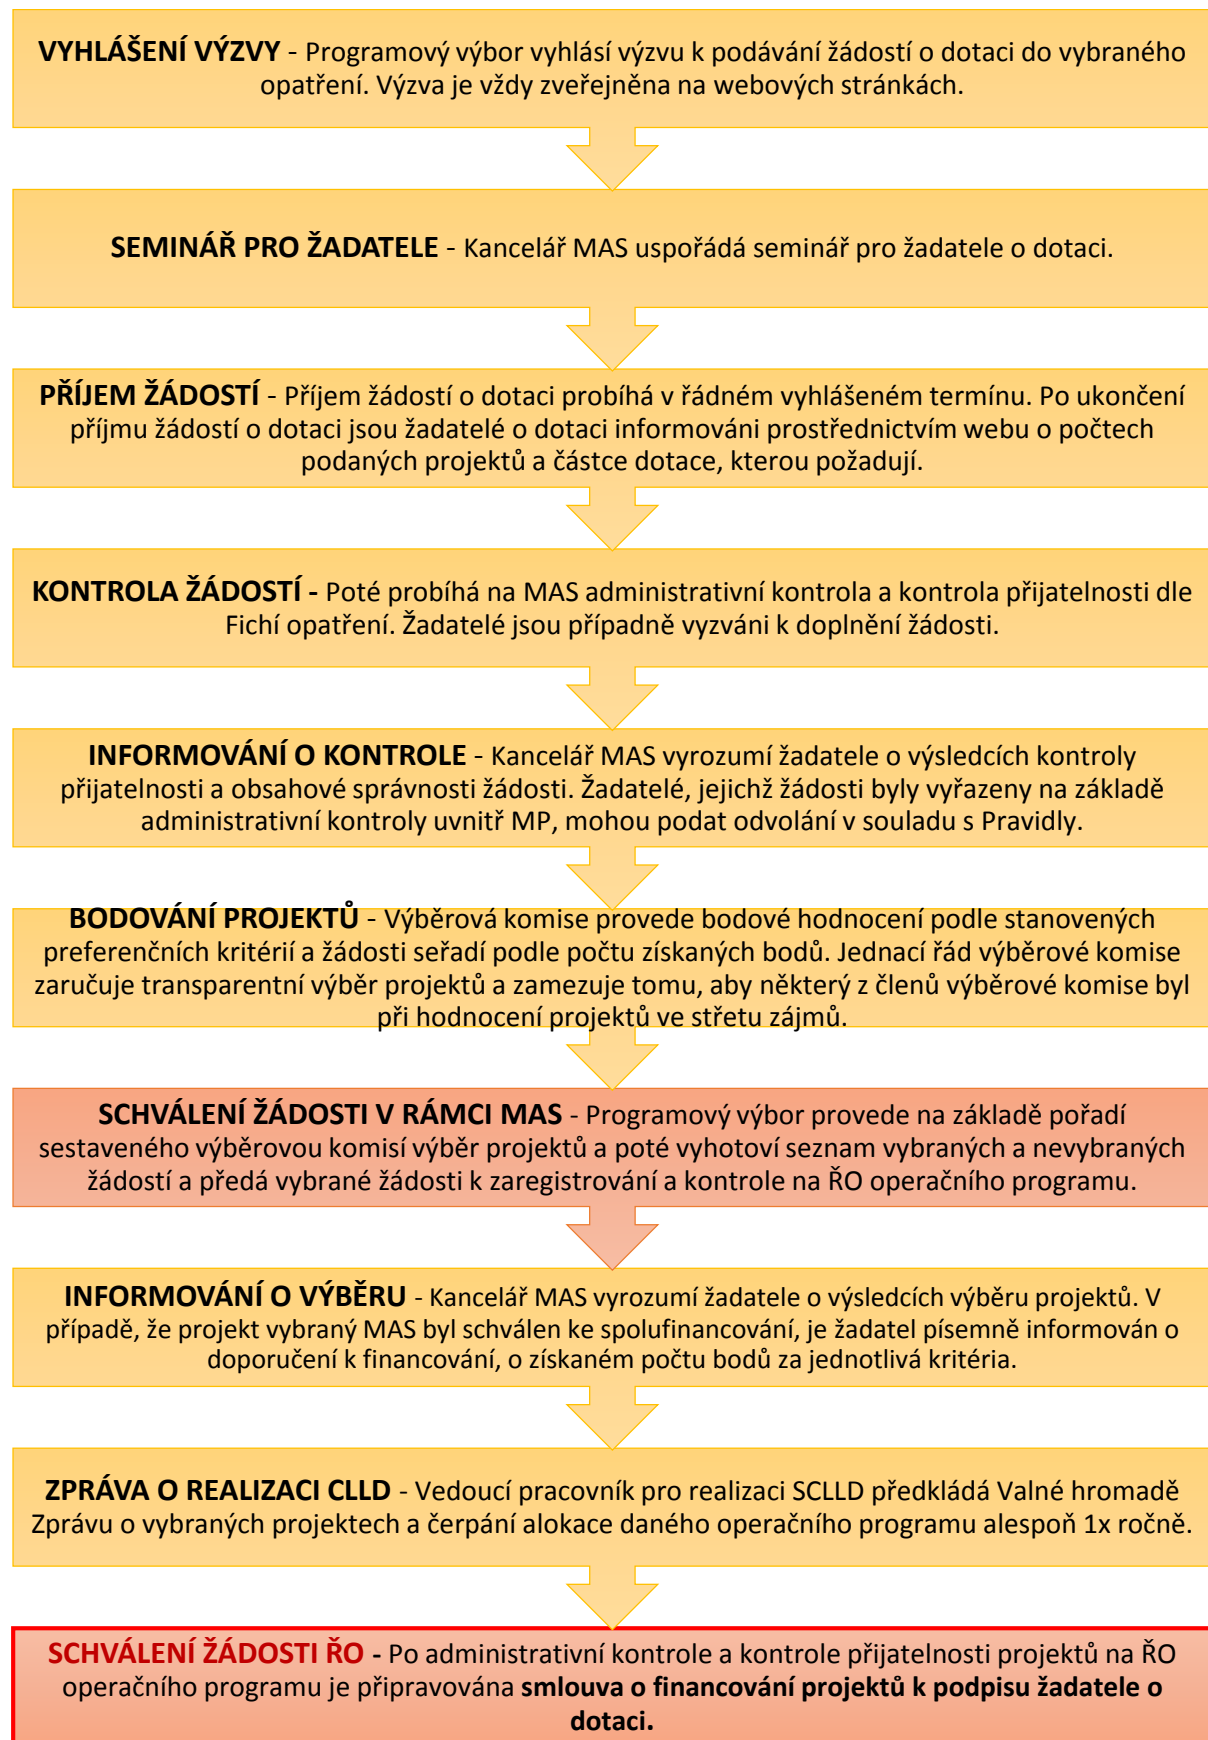 VYHLÁŠENÍ VÝZVY - Programový výbor vyhlásí výzvu k podávání žádostí o dotaci do vybraného
opatření. Výzva je vždy zveřejněna na webových stránkách.
SEMINÁŘ PRO ŽADATELE - Kancelář MAS uspořádá seminář pro žadatele o dotaci.
PŘÍJEM ŽÁDOSTÍ - Příjem žádostí o dotaci probíhá v řádném vyhlášeném termínu. Po ukončení
příjmu žádostí o dotaci jsou žadatelé o dotaci informováni prostřednictvím webu o počtech
podaných projektů a částce dotace, kterou požadují.
KONTROLA ŽÁDOSTÍ - Poté probíhá na MAS administrativní kontrola a kontrola přijatelnosti dle
Fichí opatření. Žadatelé jsou případně vyzváni k doplnění žádosti.
INFORMOVÁNÍ O KONTROLE - Kancelář MAS vyrozumí žadatele o výsledcích kontroly
přijatelnosti a obsahové správnosti žádosti. Žadatelé, jejichž žádosti byly vyřazeny na základě
administrativní kontroly uvnitř MP, mohou podat odvolání v souladu s Pravidly.
BODOVÁNÍ PROJEKTŮ - Výběrová komise provede bodové hodnocení podle stanovených
preferenčních kritérií a žádosti seřadí podle počtu získaných bodů. Jednací řád výběrové komise
zaručuje transparentní výběr projektů a zamezuje tomu, aby některý z členů výběrové komise byl
při hodnocení projektů ve střetu zájmů.
SCHVÁLENÍ ŽÁDOSTI V RÁMCI MAS - Programový výbor provede na základě pořadí
sestaveného výběrovou komisí výběr projektů a poté vyhotoví seznam vybraných a nevybraných
žádostí a předá vybrané žádosti k zaregistrování a kontrole na ŘO operačního programu.
INFORMOVÁNÍ O VÝBĚRU - Kancelář MAS vyrozumí žadatele o výsledcích výběru projektů. V
případě, že projekt vybraný MAS byl schválen ke spolufinancování, je žadatel písemně informován o
doporučení k financování, o získaném počtu bodů za jednotlivá kritéria.
ZPRÁVA O REALIZACI CLLD - Vedoucí pracovník pro realizaci SCLLD předkládá Valné hromadě
Zprávu o vybraných projektech a čerpání alokace daného operačního programu alespoň 1x ročně.
SCHVÁLENÍ ŽÁDOSTI ŘO - Po administrativní kontrole a kontrole přijatelnosti projektů na ŘO
operačního programu je připravována smlouva o financování projektů k podpisu žadatele o
dotaci.